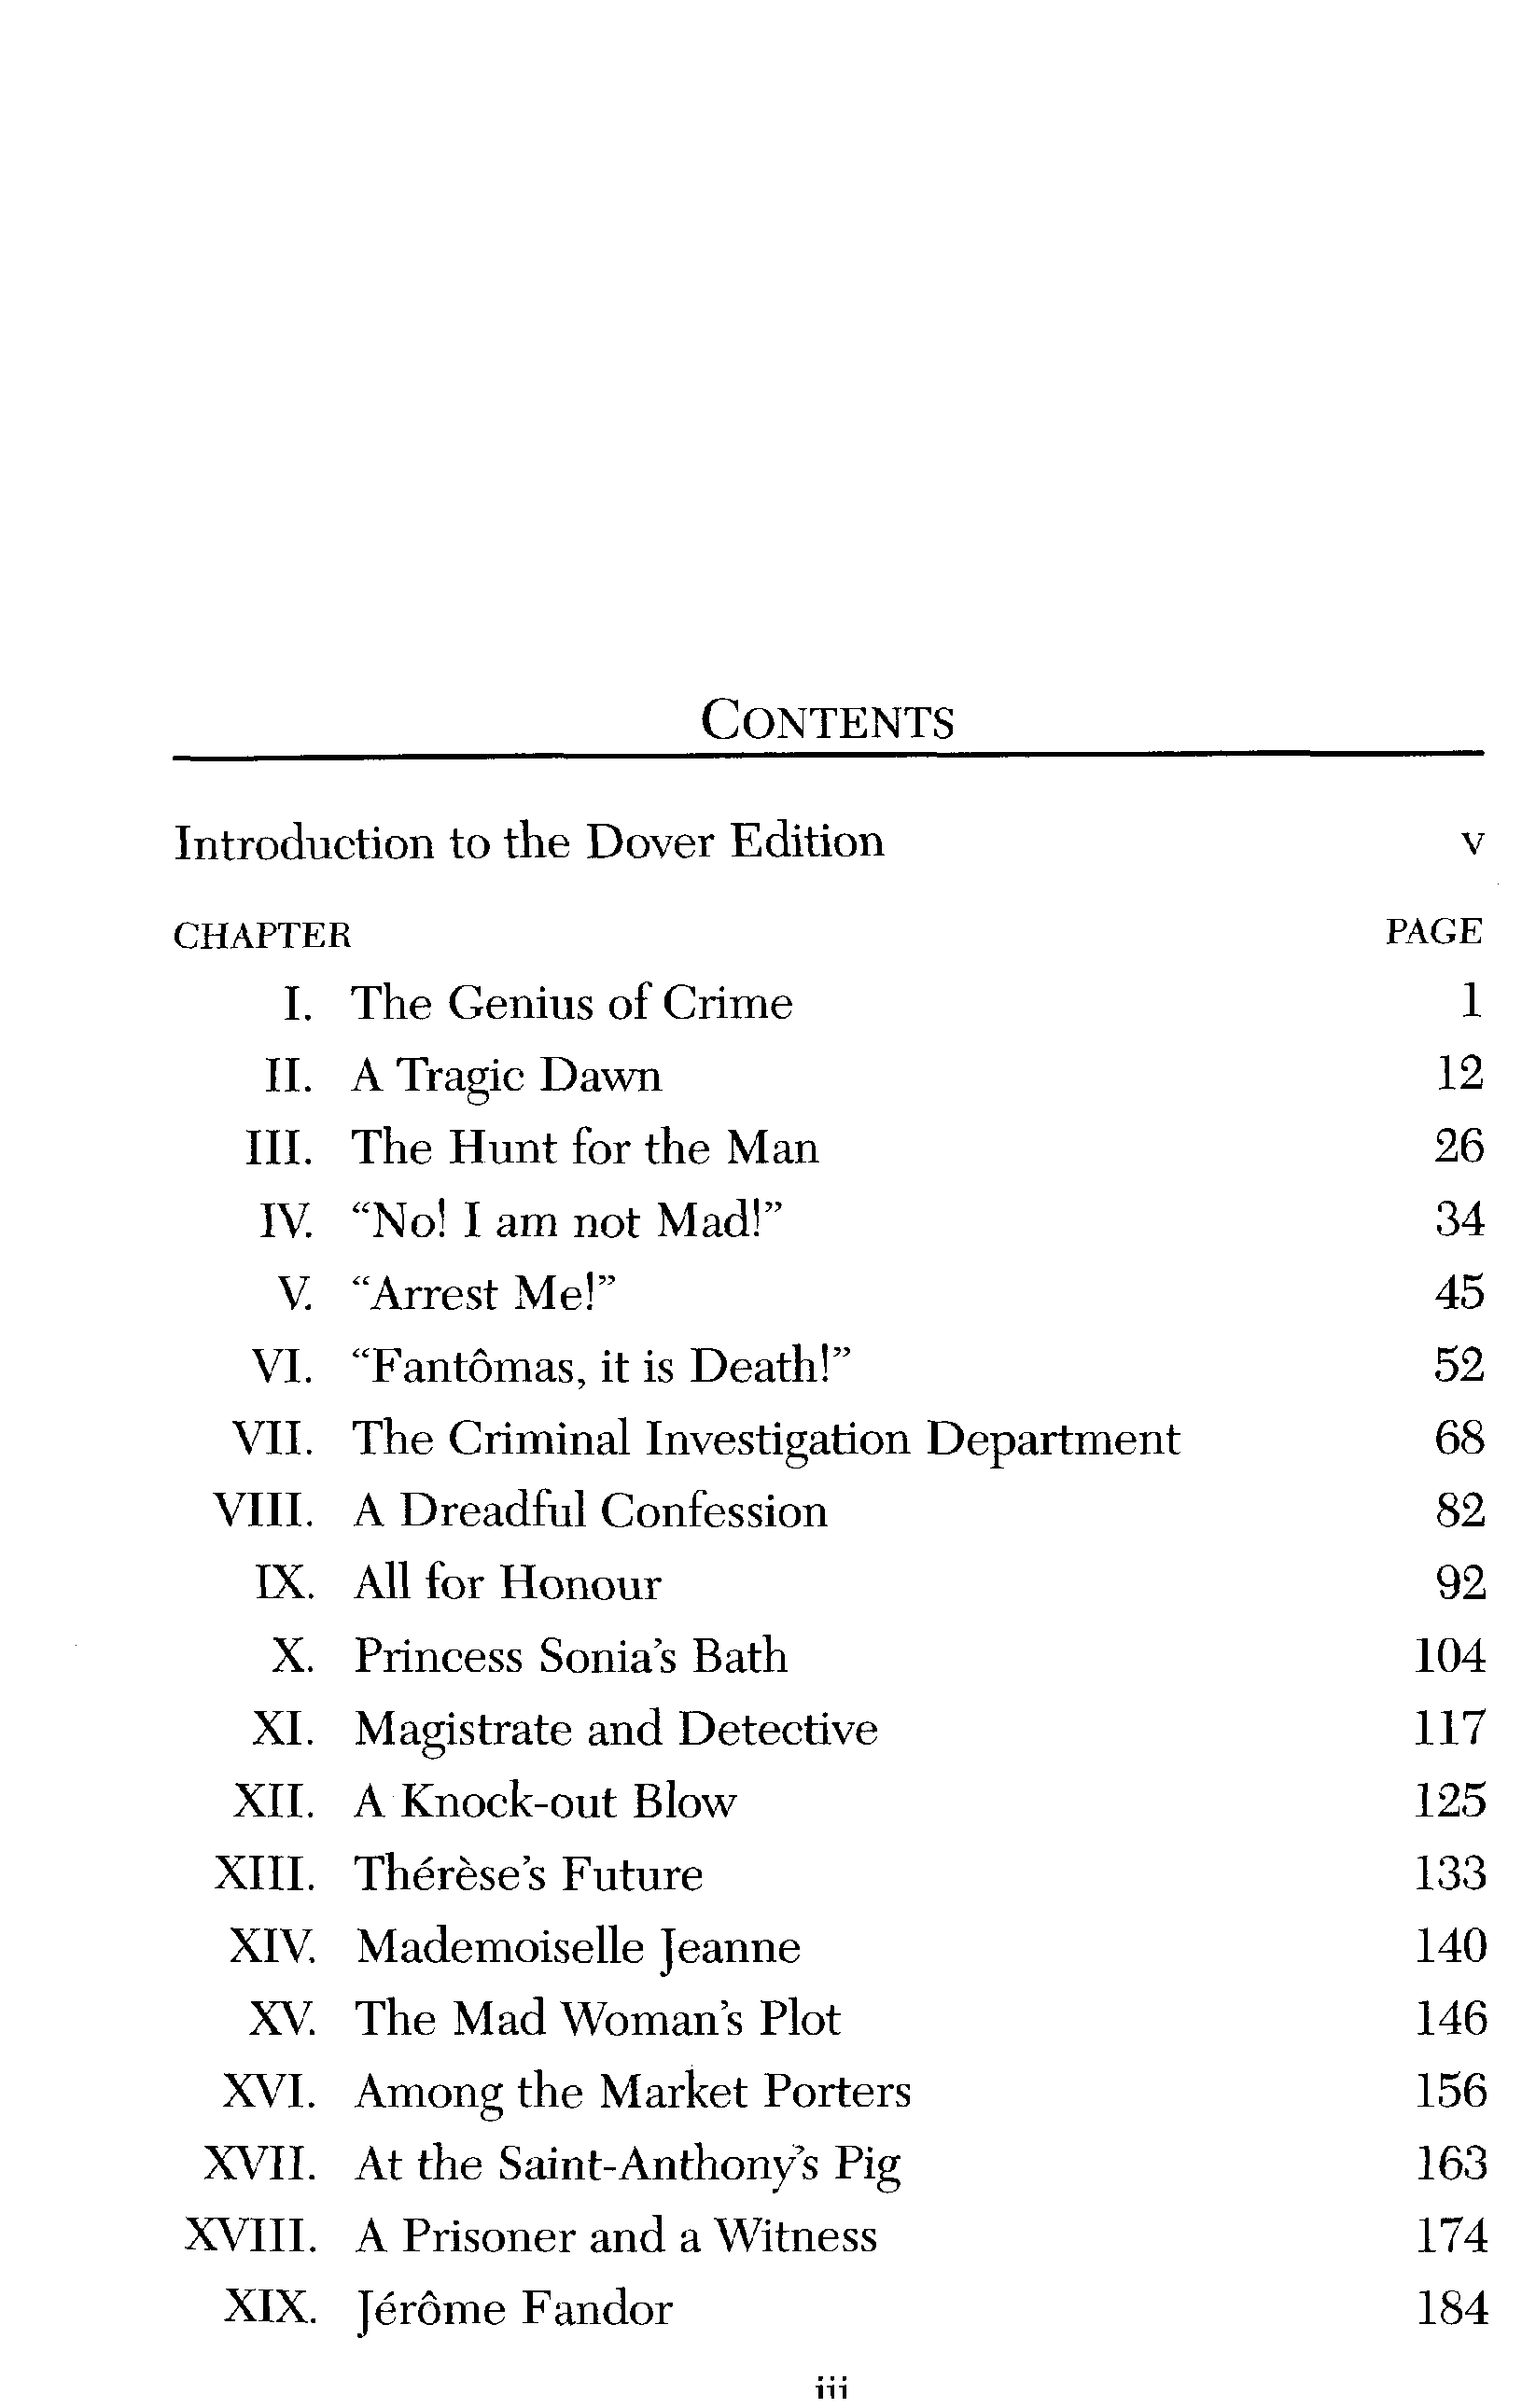 CONTENTS
Introduction to the Dover Edition v
CHAPTER PAGE
I. The Genius of Crime 1
II. A Tragic Dawn 12
III. The Hunt for the Man 26
IV. “No! I am not Mad!” 34
V. “Arrest Me!” 45
VI. “Fantômas, it is Death!” 52
VII. The Criminal Investigation Department 68
VIII. A Dreadful Confession 82
IX. All for Honour 92
X. Princess Sonia’s Bath 104
XI. Magistrate and Detective 117
XII. A Knock-out Blow 125
XIII. Thérèse’s Future 133
XIV. Mademoiselle Jeanne 140
XV. The Mad Woman’s Plot 146
XVI. Among the Market Porters 156
XVII. At the Saint-Anthony’s Pig 163
XVIII. A Prisoner and a Witness 174
XIX. Jérôme Fandor 184
iii